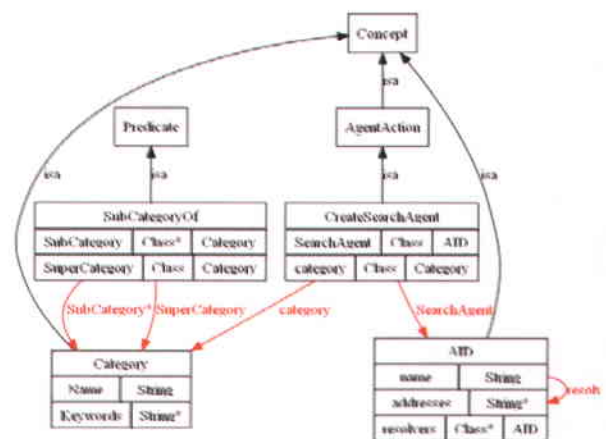 Concept
isa
Predicate
AgentAction
isa
isa
isa
isa
SubCategoryOf
SubCategory Class* Category
SuperCategory Class Category
CreateSearchAgent
SearchAgent Class AID
category Class Category
SubCategory*
SuperCategory
category
SearchAgent
Category
Name String
Keywords String*
AID
name String
addresses String*
resolvers Class* AID
resolv